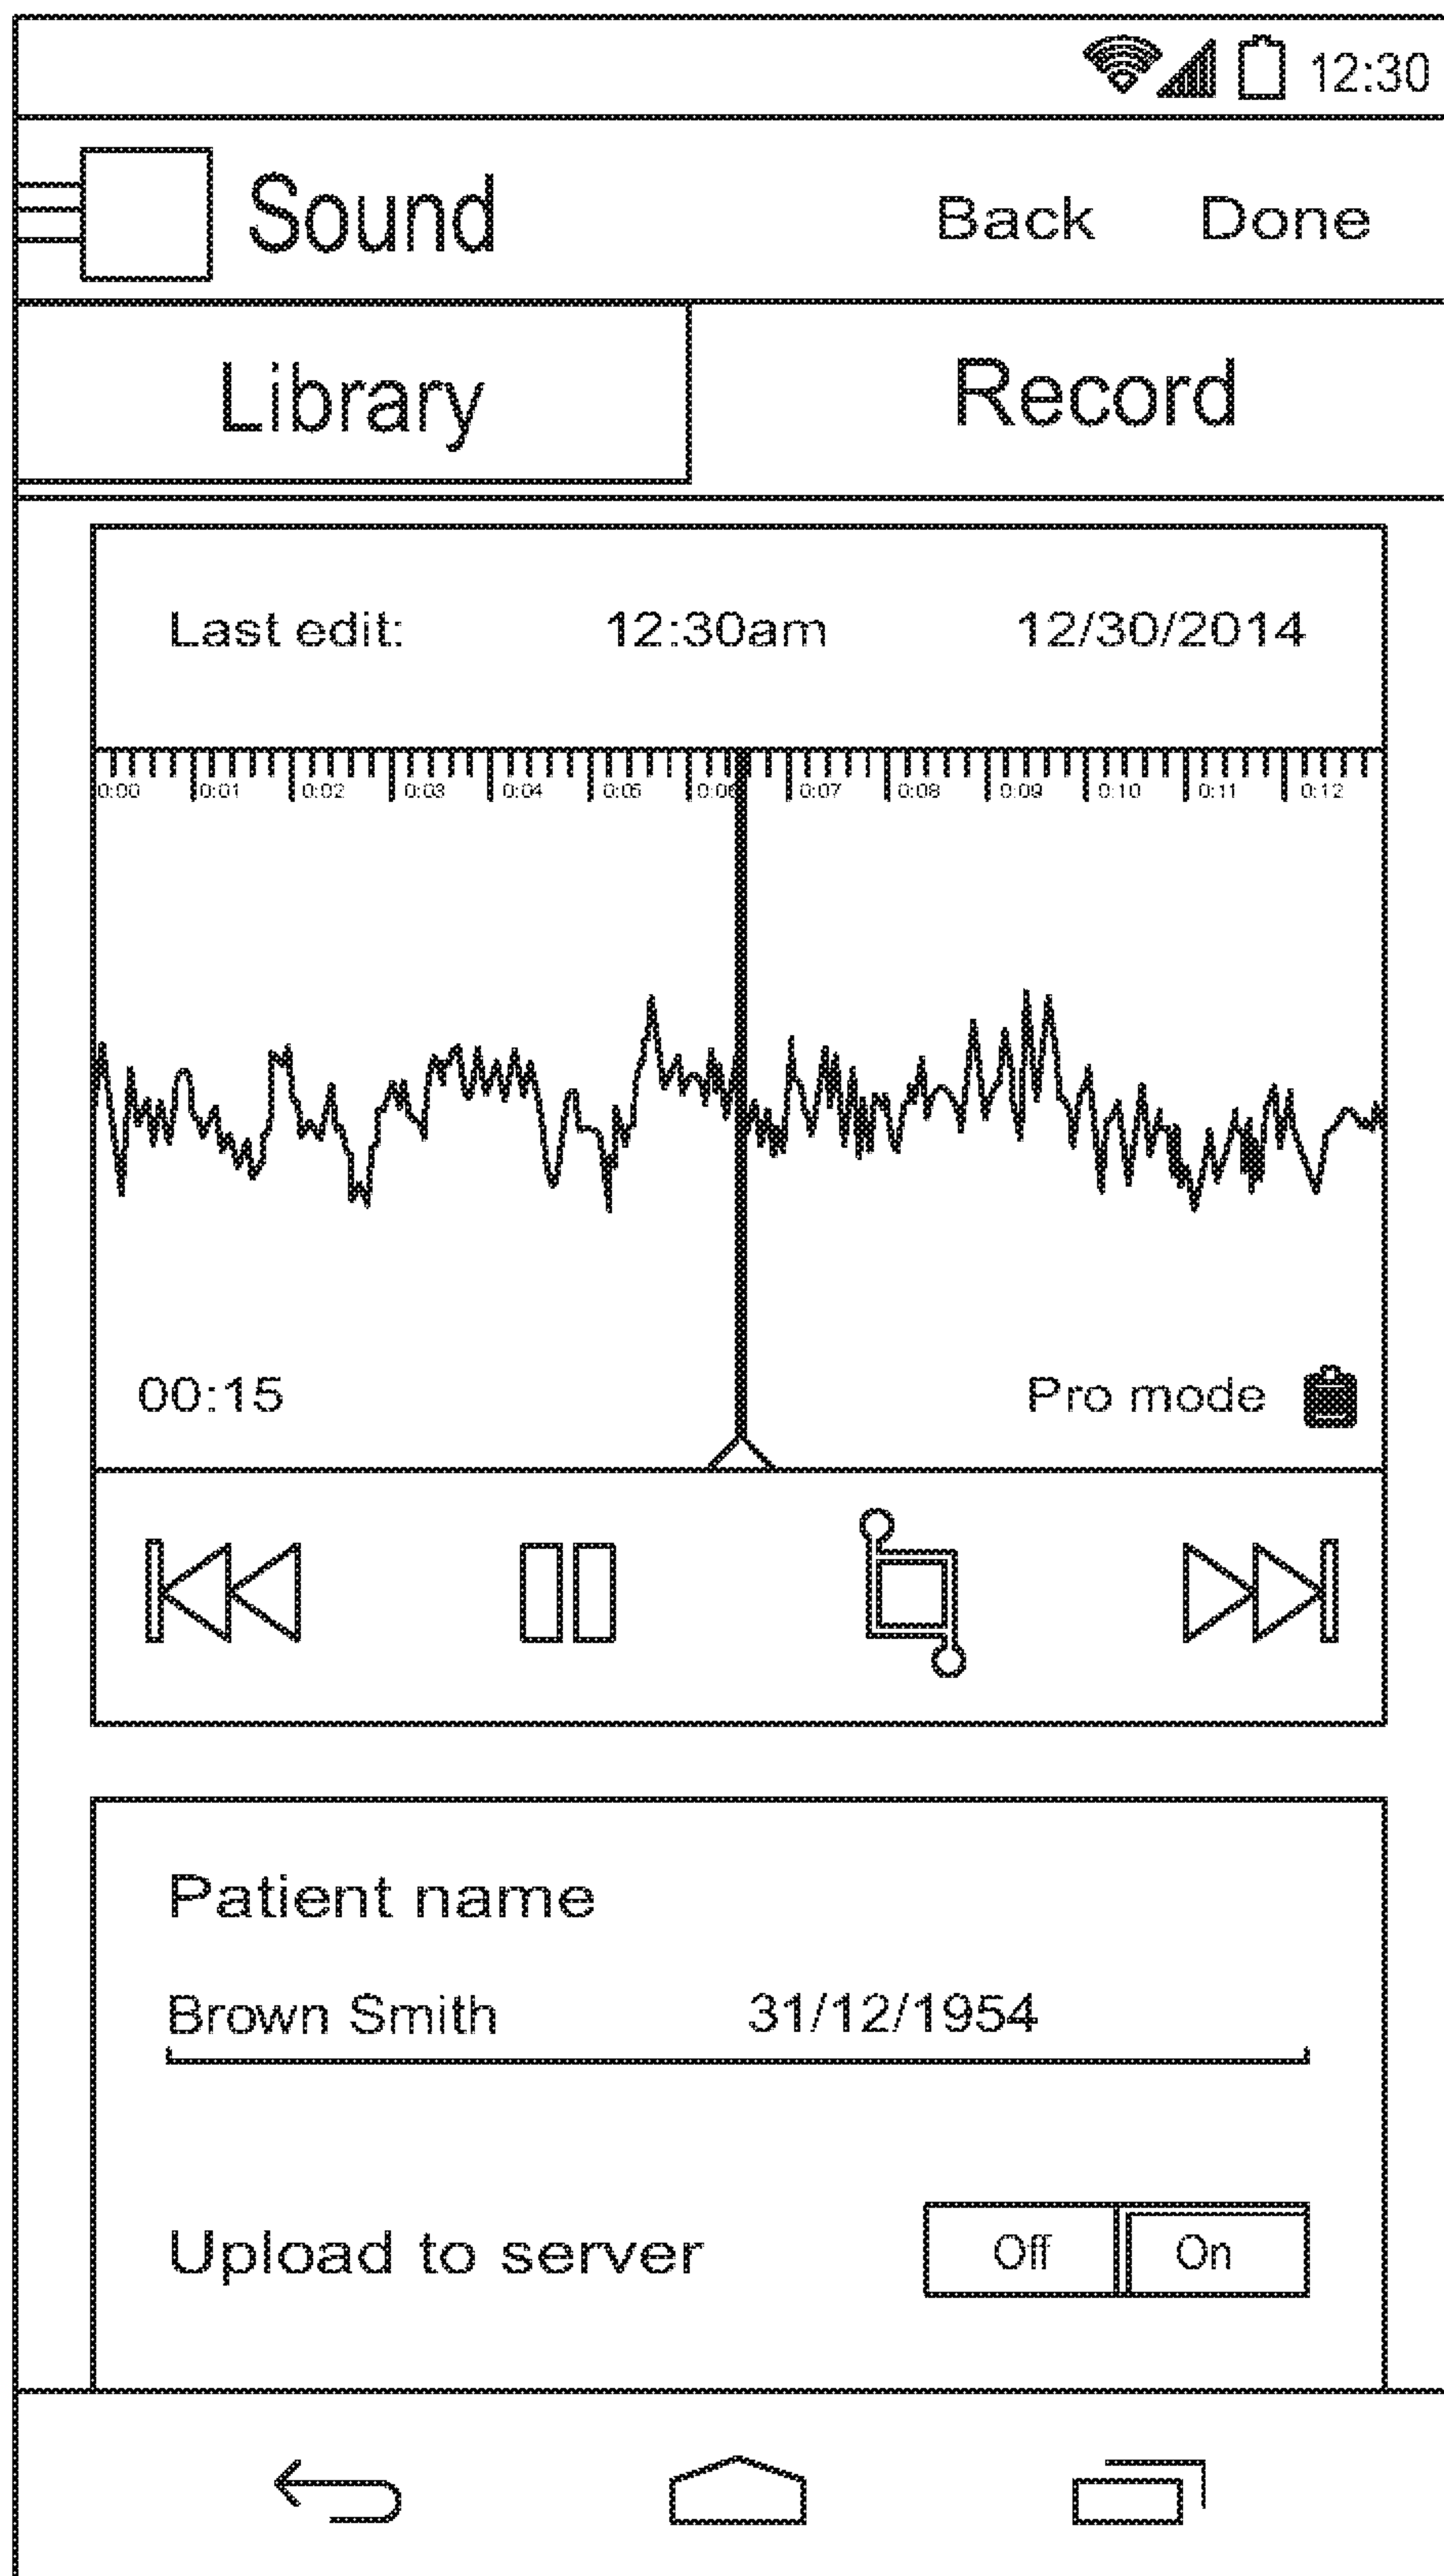 12:30
Sound Back Done
Library Record
Last edit: 12:30am 12/30/2014
0:00 0:01 0:02 0:03 0:04 0:05 0:06 0:07 0:08 0:09 0:10 0:11 0:12
00:15 Pro mode
Patient name
Brown Smith 31/12/1954
Upload to server Off On